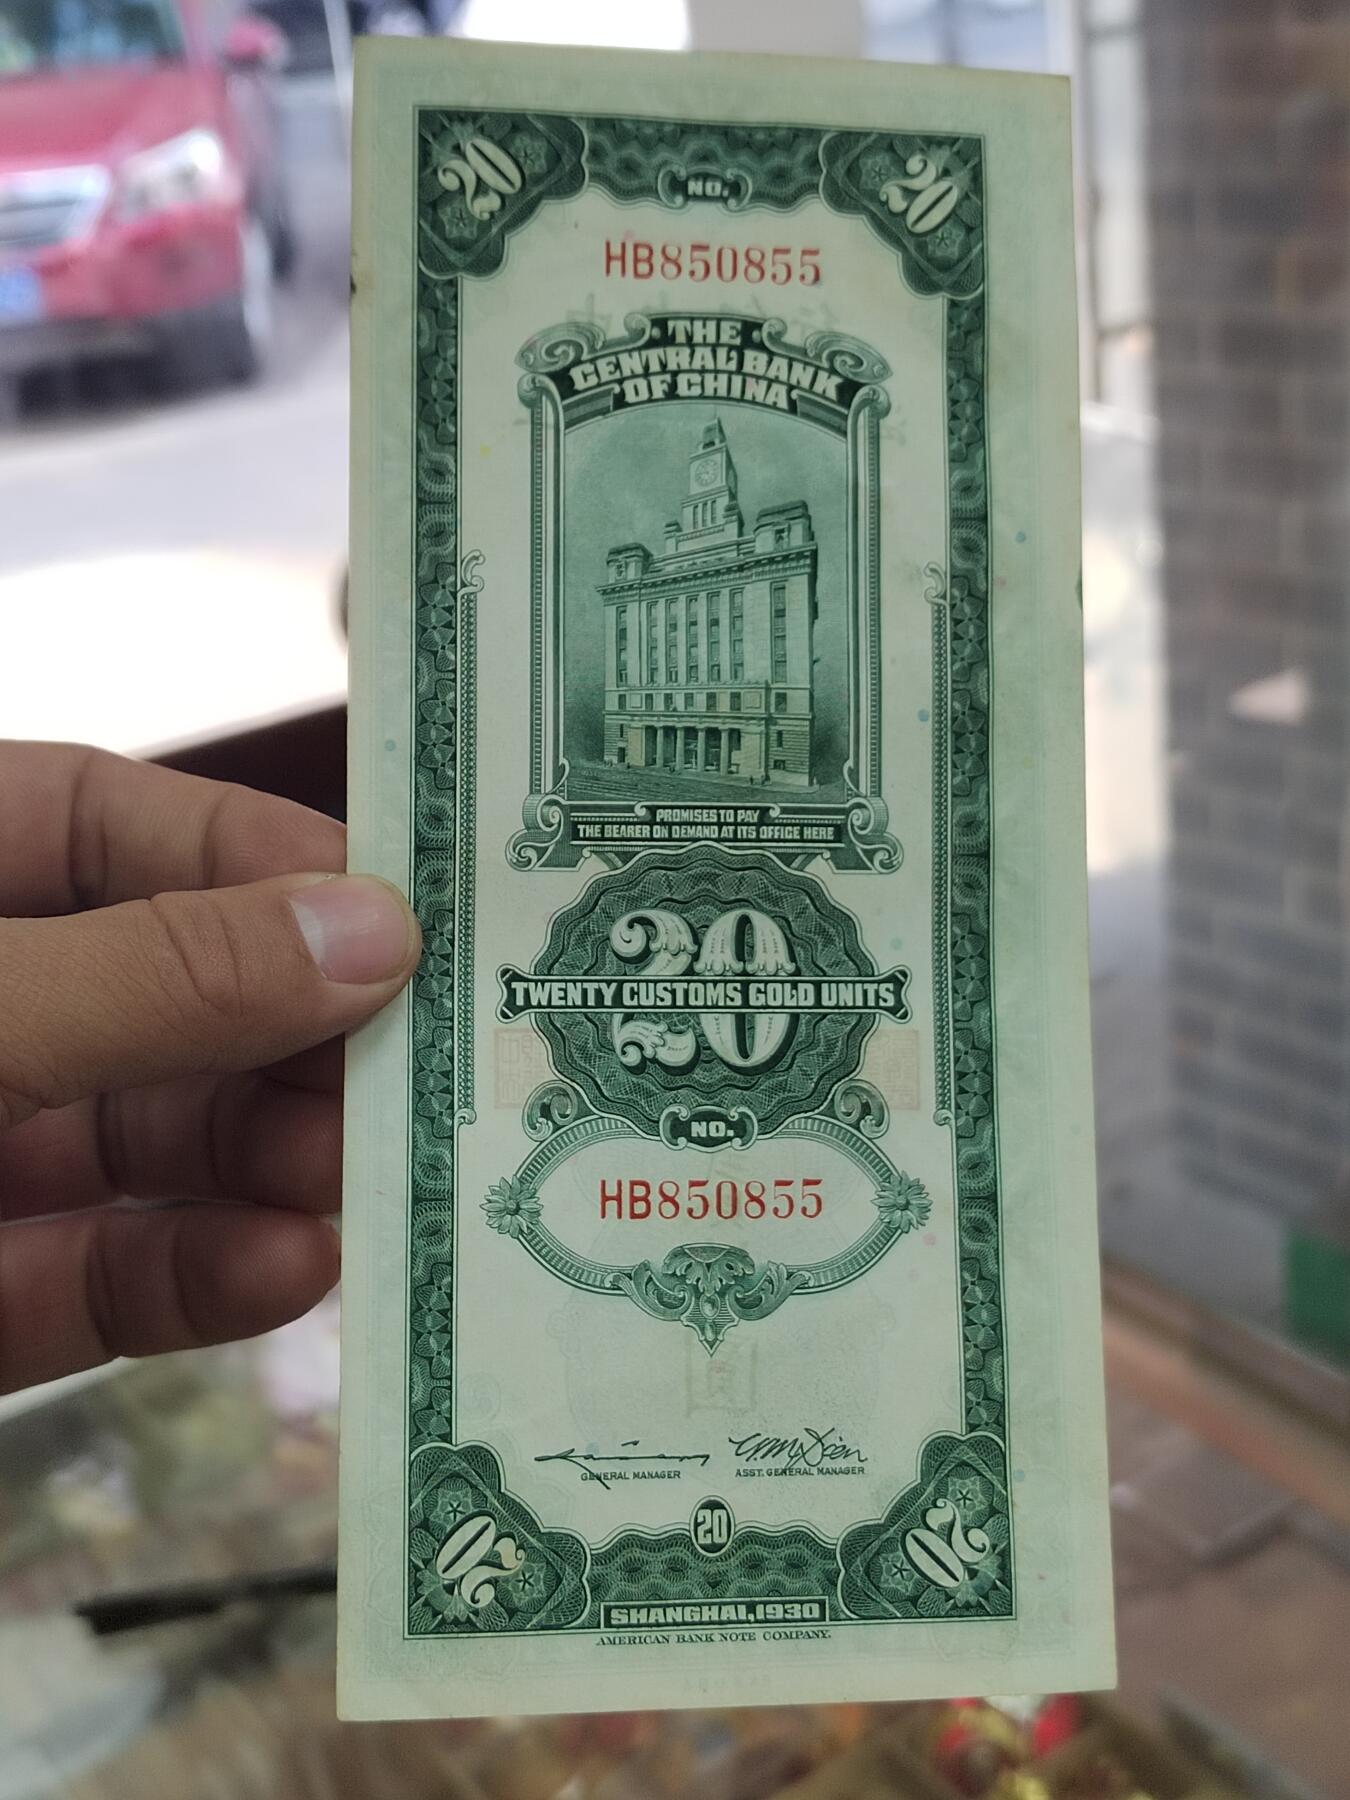 20
NO.
20
HB850855
THE
CENTRAL BANK
OF CHINA
PROMISES TO PAY
THE BEARER ON DEMAND AT ITS OFFICE HERE
20
TWENTY CUSTOMS GOLD UNITS
NO.
HB850855
GENERAL MANAGER
ASST. GENERAL MANAGER
20
20
20
SHANGHAI, 1930
AMERICAN BANK NOTE COMPANY.